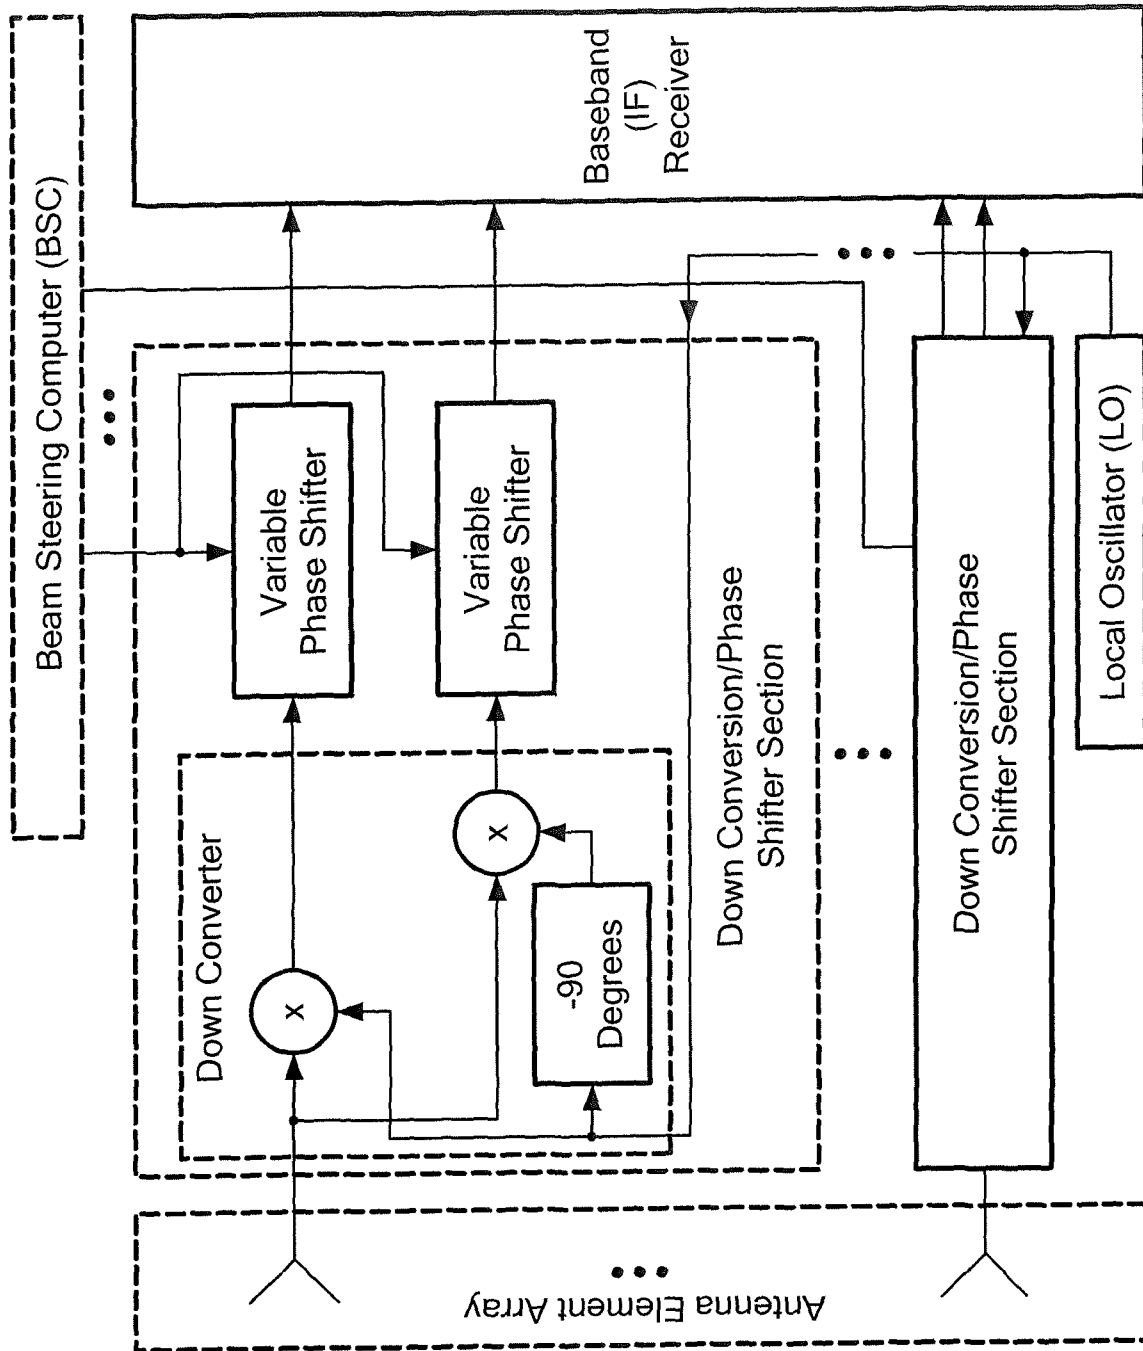 Beam Steering Computer (BSC)
Antenna Element Array
Down Converter
x
x
-90
Degrees
Variable
Phase Shifter
Variable
Phase Shifter
Down Conversion/Phase
Shifter Section
Down Conversion/Phase
Shifter Section
Local Oscillator (LO)
Baseband
(IF)
Receiver